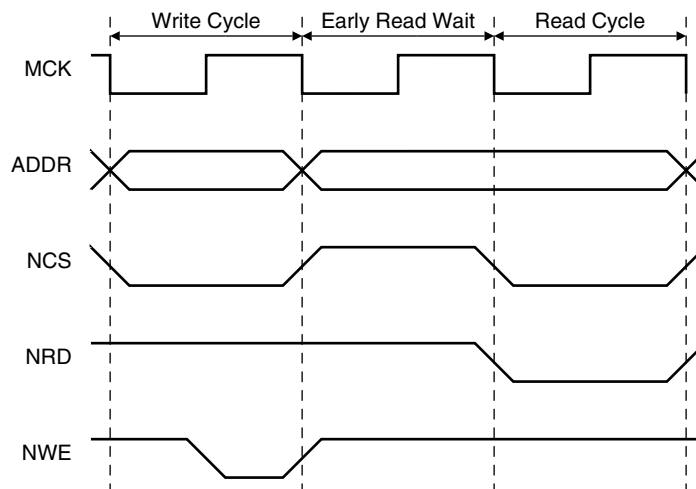 Write Cycle Early Read Wait Read Cycle
MCK
ADDR
NCS
NRD
NWE